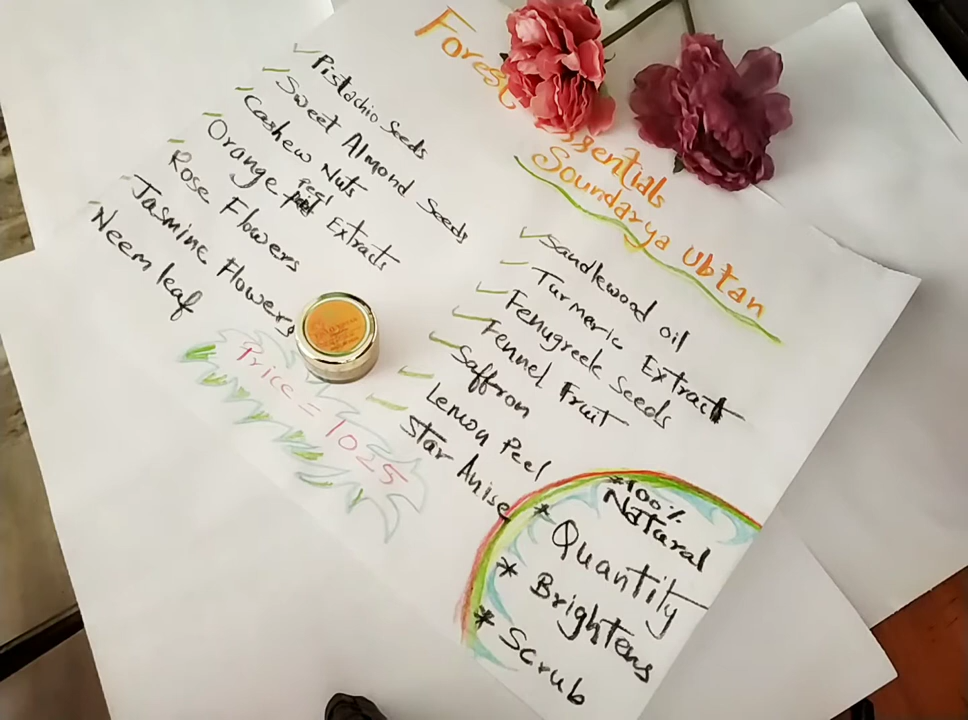 Forest
ssentials
Soundarya Ubtan
Pistachio Seeds
Sweet Almond Seeds
Cashew Nuts
Orange Peel Extracts
Rose Flowers
Jasmine Flowers
Neem leaf
Price = 1025
Sandlewood oil
Turmeric Extract
Fenugreek Seeds
Fennel Fruit
Saffron
Lemon Peel
Star Anise
* 100%
Natural
* Quantity
* Brightens
* Scrub